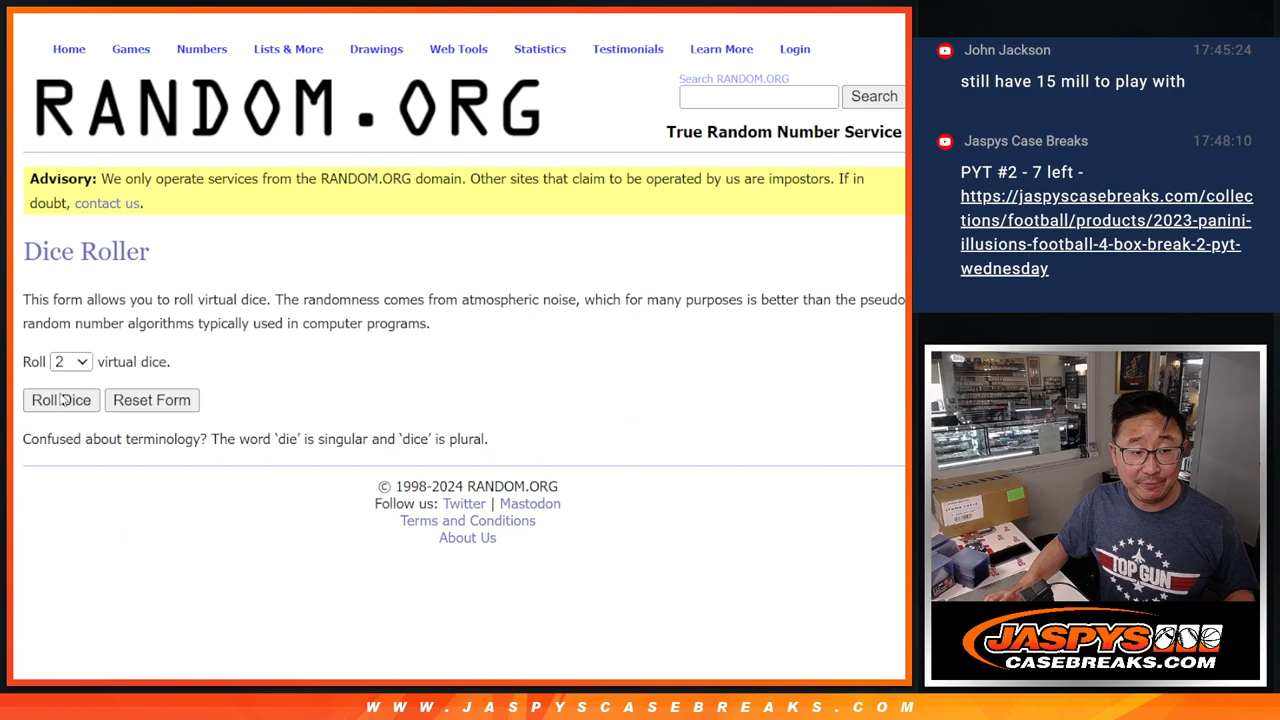 Home Games Numbers Lists & More Drawings Web Tools Statistics Testimonials Learn More Login
RANDOM.ORG
Search RANDOM.ORG
Search
True Random Number Service
Advisory: We only operate services from the RANDOM.ORG domain. Other sites that claim to be operated by us are impostors. If in
doubt, contact us.
Dice Roller
This form allows you to roll virtual dice. The randomness comes from atmospheric noise, which for many purposes is better than the pseudo
random number algorithms typically used in computer programs.
Roll 2 virtual dice.
Roll Dice Reset Form
Confused about terminology? The word ‘die’ is singular and ‘dice’ is plural.
© 1998-2024 RANDOM.ORG
Follow us: Twitter | Mastodon
Terms and Conditions
About Us
John Jackson 17:45:24
still have 15 mill to play with
Jaspys Case Breaks 17:48:10
PYT #2 - 7 left -
https://jaspyscasebreaks.com/collec
tions/football/products/2023-panini-
illusions-football-4-box-break-2-pyt-
wednesday
TOP GUN
JASPYS
CASEBREAKS.COM
WWW.JASPYSCASEBREAKS.COM